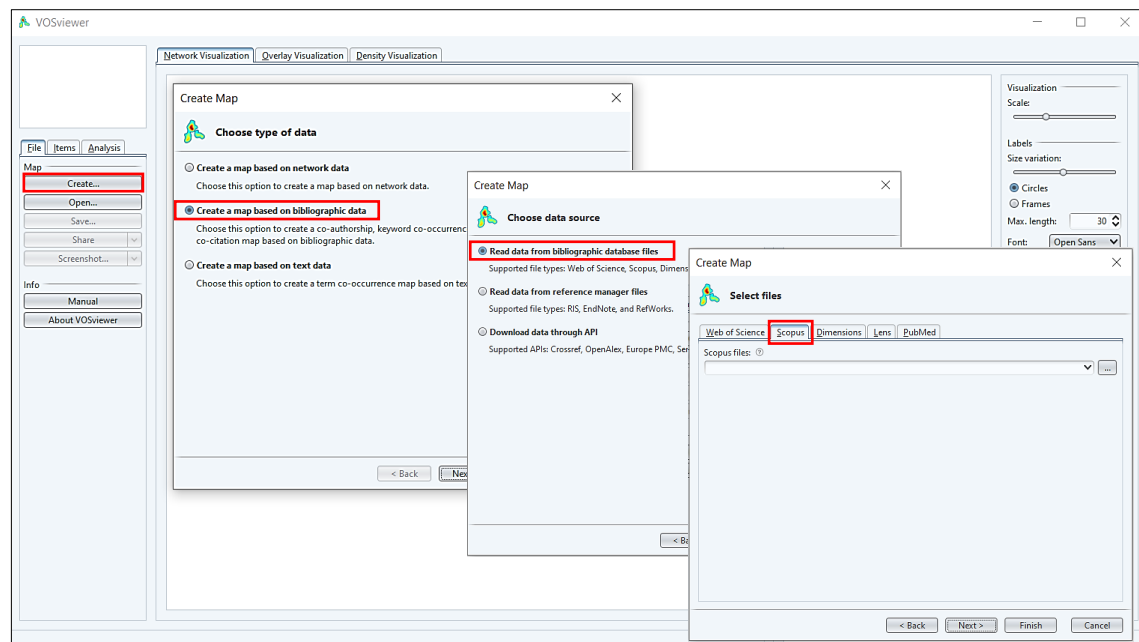 VOSviewer
Network Visualization Overlay Visualization Density Visualization
File Items Analysis
Map
Create...
Open...
Save...
Share
Screenshot...
Info
Manual
About VOSviewer
Create Map
Choose type of data
Create a map based on network data
Choose this option to create a map based on network data.
Create a map based on bibliographic data
Choose this option to create a co-authorship, keyword co-occurrenc
co-citation map based on bibliographic data.
Create a map based on text data
Choose this option to create a term co-occurrence map based on tex
< Back Nex
Create Map
Choose data source
Read data from bibliographic database files
Supported file types: Web of Science, Scopus, Dimens
Read data from reference manager files
Supported file types: RIS, EndNote, and RefWorks.
Download data through API
Supported APIs: Crossref, OpenAlex, Europe PMC, Ser
< Ba
Create Map
Select files
Web of Science Scopus Dimensions Lens PubMed
Scopus files:
...
< Back Next > Finish Cancel
Visualization
Scale:
Labels
Size variation:
Circles
Frames
Max. length: 30
Font: Open Sans